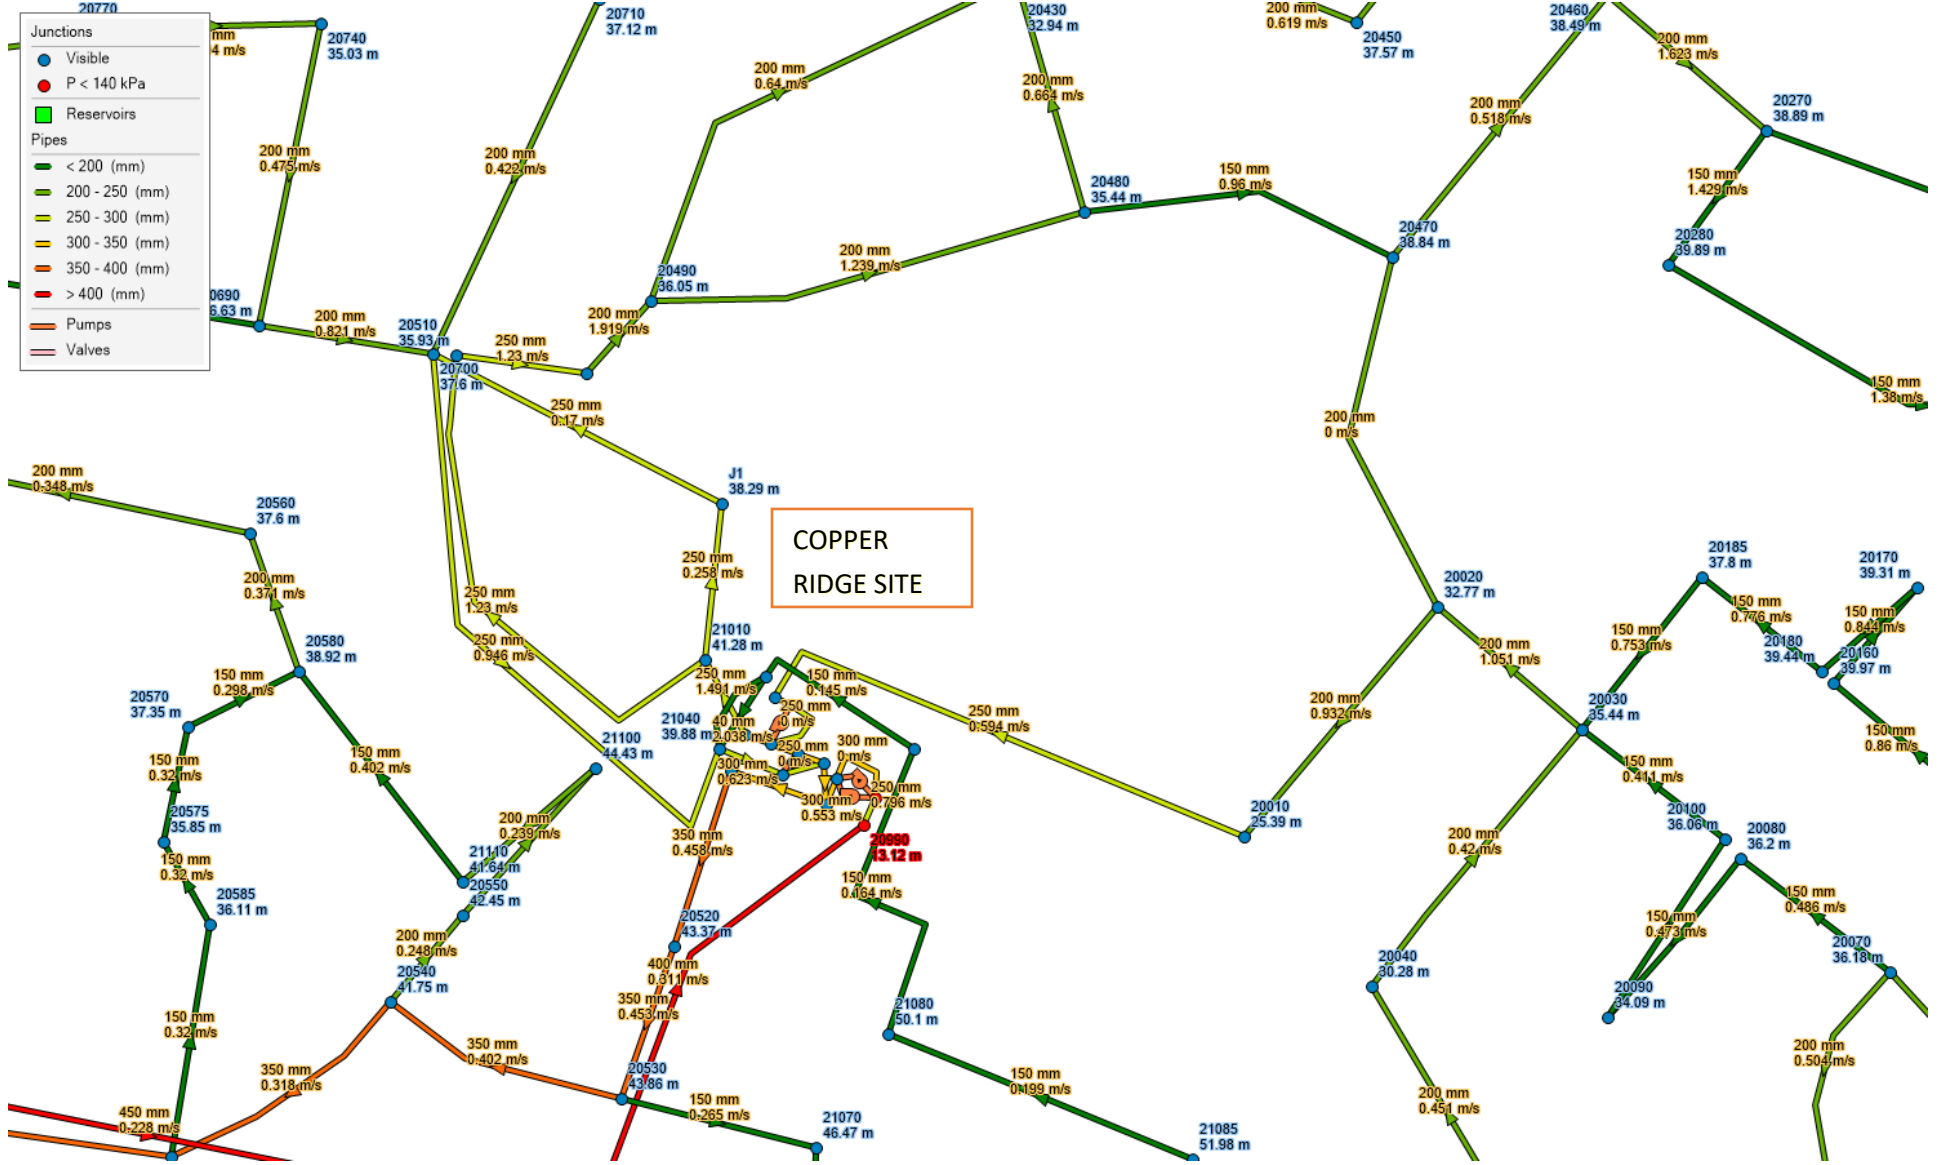 20770
Junctions
Visible
P < 140 kPa
Reservoirs
Pipes
< 200 (mm)
200 - 250 (mm)
250 - 300 (mm)
300 - 350 (mm)
350 - 400 (mm)
> 400 (mm)
Pumps
Valves
mm
4 m/s
20740
35.03 m
20710
37.12 m
20430
32.94 m
200 mm
0.619 m/s
20450
37.57 m
20460
38.49 m
200 mm
1.623 m/s
200 mm
0.64 m/s
200 mm
0.664 m/s
200 mm
0.518 m/s
20270
38.89 m
200 mm
0.475 m/s
200 mm
0.422 m/s
150 mm
0.96 m/s
150 mm
1.429 m/s
20480
35.44 m
20470
38.84 m
20280
39.89 m
200 mm
1.239 m/s
20490
36.05 m
0690
6.63 m
200 mm
0.821 m/s
20510
35.93 m
200 mm
1.919 m/s
250 mm
1.23 m/s
20700
37.6 m
150 mm
1.38 m/s
250 mm
0.17 m/s
200 mm
0 m/s
200 mm
0.348 m/s
J1
38.29 m
20560
37.6 m
COPPER
RIDGE SITE
250 mm
0.258 m/s
200 mm
0.371 m/s
250 mm
1.23 m/s
20020
32.77 m
20185
37.8 m
20170
39.31 m
150 mm
0.776 m/s
150 mm
0.844 m/s
150 mm
0.753 m/s
20180
39.44 m
20160
39.97 m
20580
38.92 m
250 mm
0.946 m/s
21010
41.28 m
200 mm
1.051 m/s
150 mm
0.298 m/s
250 mm
1.491 m/s
150 mm
0.145 m/s
20570
37.35 m
200 mm
0.932 m/s
20030
35.44 m
250 mm
0.594 m/s
250 mm
0 m/s
21040
39.88 m
40 mm
2.038 m/s
21100
44.43 m
250 mm
0 m/s
300 mm
0 m/s
150 mm
0.86 m/s
150 mm
0.32 m/s
150 mm
0.402 m/s
300 mm
0.623 m/s
150 mm
0.411 m/s
250 mm
0.796 m/s
300 mm
0.553 m/s
20575
35.85 m
200 mm
0.239 m/s
350 mm
0.458 m/s
20990
13.12 m
20010
25.39 m
200 mm
0.42 m/s
20100
36.06 m
20080
36.2 m
150 mm
0.32 m/s
21110
41.64 m
20550
42.45 m
150 mm
0.164 m/s
150 mm
0.486 m/s
20585
36.11 m
20520
43.37 m
150 mm
0.473 m/s
200 mm
0.248 m/s
20070
36.18 m
20540
41.75 m
400 mm
0.311 m/s
20040
30.28 m
20090
34.09 m
350 mm
0.453 m/s
21080
50.1 m
150 mm
0.32 m/s
350 mm
0.402 m/s
200 mm
0.504 m/s
350 mm
0.318 m/s
20530
43.86 m
150 mm
0.199 m/s
150 mm
0.265 m/s
200 mm
0.451 m/s
450 mm
0.228 m/s
21070
46.47 m
21085
51.98 m